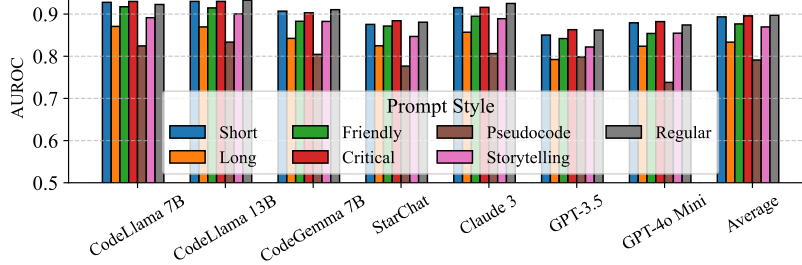 AUROC
0.9
0.8
0.7
0.6
0.5
Prompt Style
Short Friendly Pseudocode Regular
Long Critical Storytelling
CodeLlama 7B
CodeLlama 13B
CodeGemma 7B
StarChat
Claude 3
GPT-3.5
GPT-4o Mini
Average